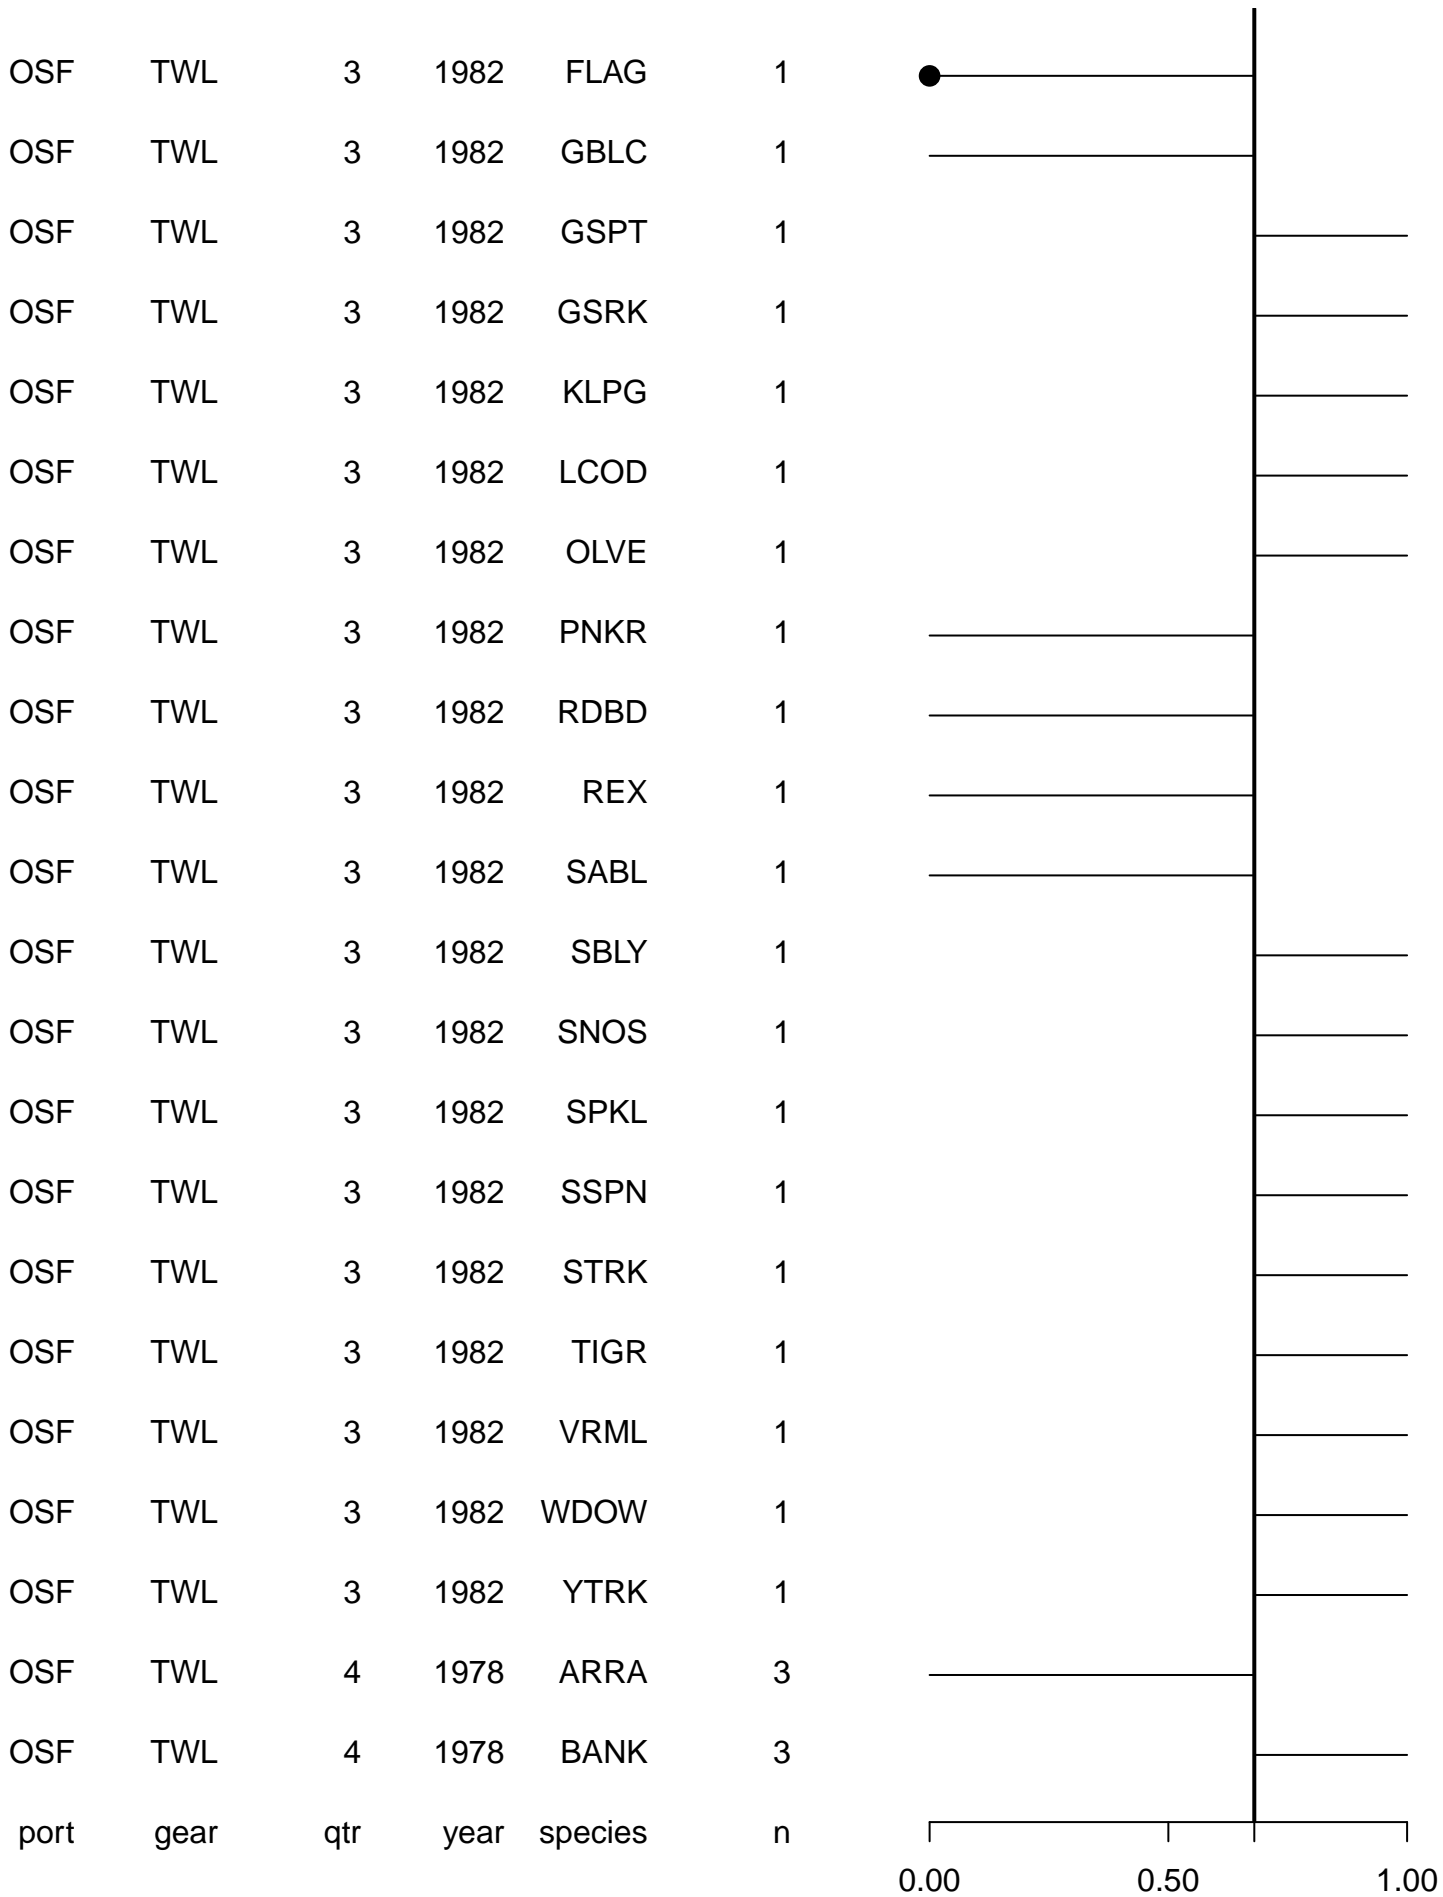 OSF TWL 3 1982 FLAG 1
OSF TWL 3 1982 GBLC 1
OSF TWL 3 1982 GSPT 1
OSF TWL 3 1982 GSRK 1
OSF TWL 3 1982 KLPG 1
OSF TWL 3 1982 LCOD 1
OSF TWL 3 1982 OLVE 1
OSF TWL 3 1982 PNKR 1
OSF TWL 3 1982 RDBD 1
OSF TWL 3 1982 REX 1
OSF TWL 3 1982 SABL 1
OSF TWL 3 1982 SBLY 1
OSF TWL 3 1982 SNOS 1
OSF TWL 3 1982 SPKL 1
OSF TWL 3 1982 SSPN 1
OSF TWL 3 1982 STRK 1
OSF TWL 3 1982 TIGR 1
OSF TWL 3 1982 VRML 1
OSF TWL 3 1982 WDOW 1
OSF TWL 3 1982 YTRK 1
OSF TWL 4 1978 ARRA 3
OSF TWL 4 1978 BANK 3
port gear qtr year species n
0.00 0.50 1.00